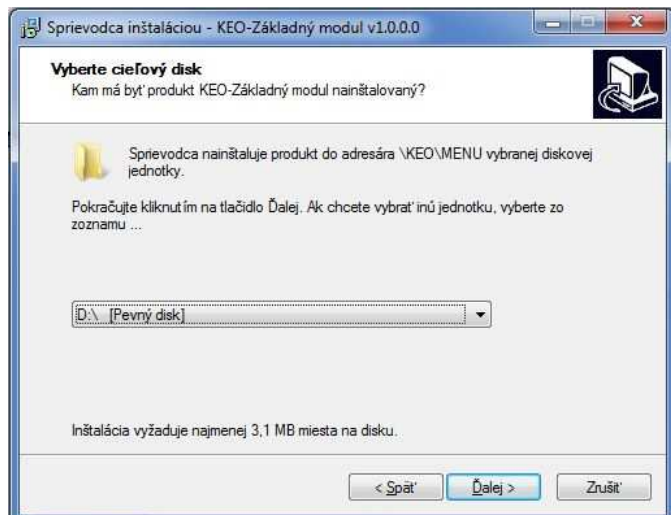 Sprievodca inštaláciou - KEO-Základný modul v1.0.0.0
Vyberte cieľový disk
Kam má byť produkt KEO-Základný modul nainštalovaný?
Sprievodca nainštaluje produkt do adresára \KEO\MENU vybranej diskovej
jednotky.
Pokračujte kliknutím na tlačidlo Ďalej. Ak chcete vybrať inú jednotku, vyberte zo
zoznamu ...
D:\ [Pevný disk]
Inštalácia vyžaduje najmenej 3,1 MB miesta na disku.
< Späť
Ďalej >
Zrušiť